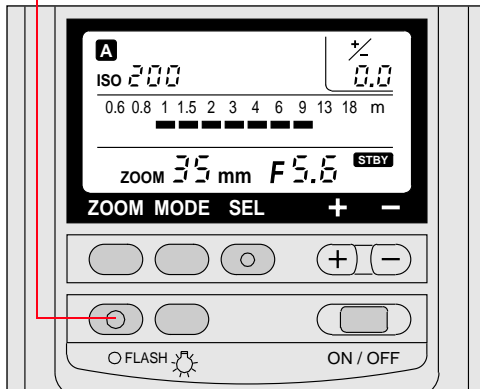 A +/-
ISO 200 0.0
0.6 0.8 1 1.5 2 3 4 6 9 13 18 m
ZOOM 35 mm F 5.6 STBY
ZOOM MODE SEL + -
+ -
FLASH ON / OFF